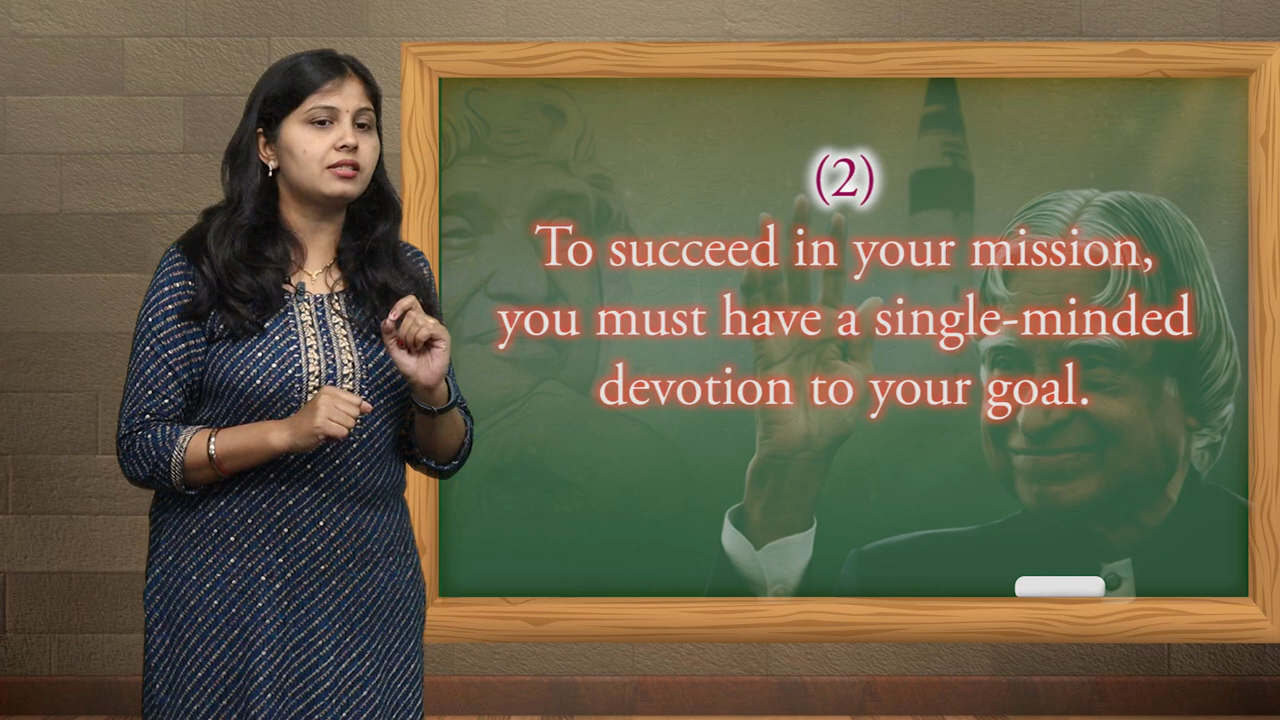 (2)
To succeed in your mission,
you must have a single-minded
devotion to your goal.